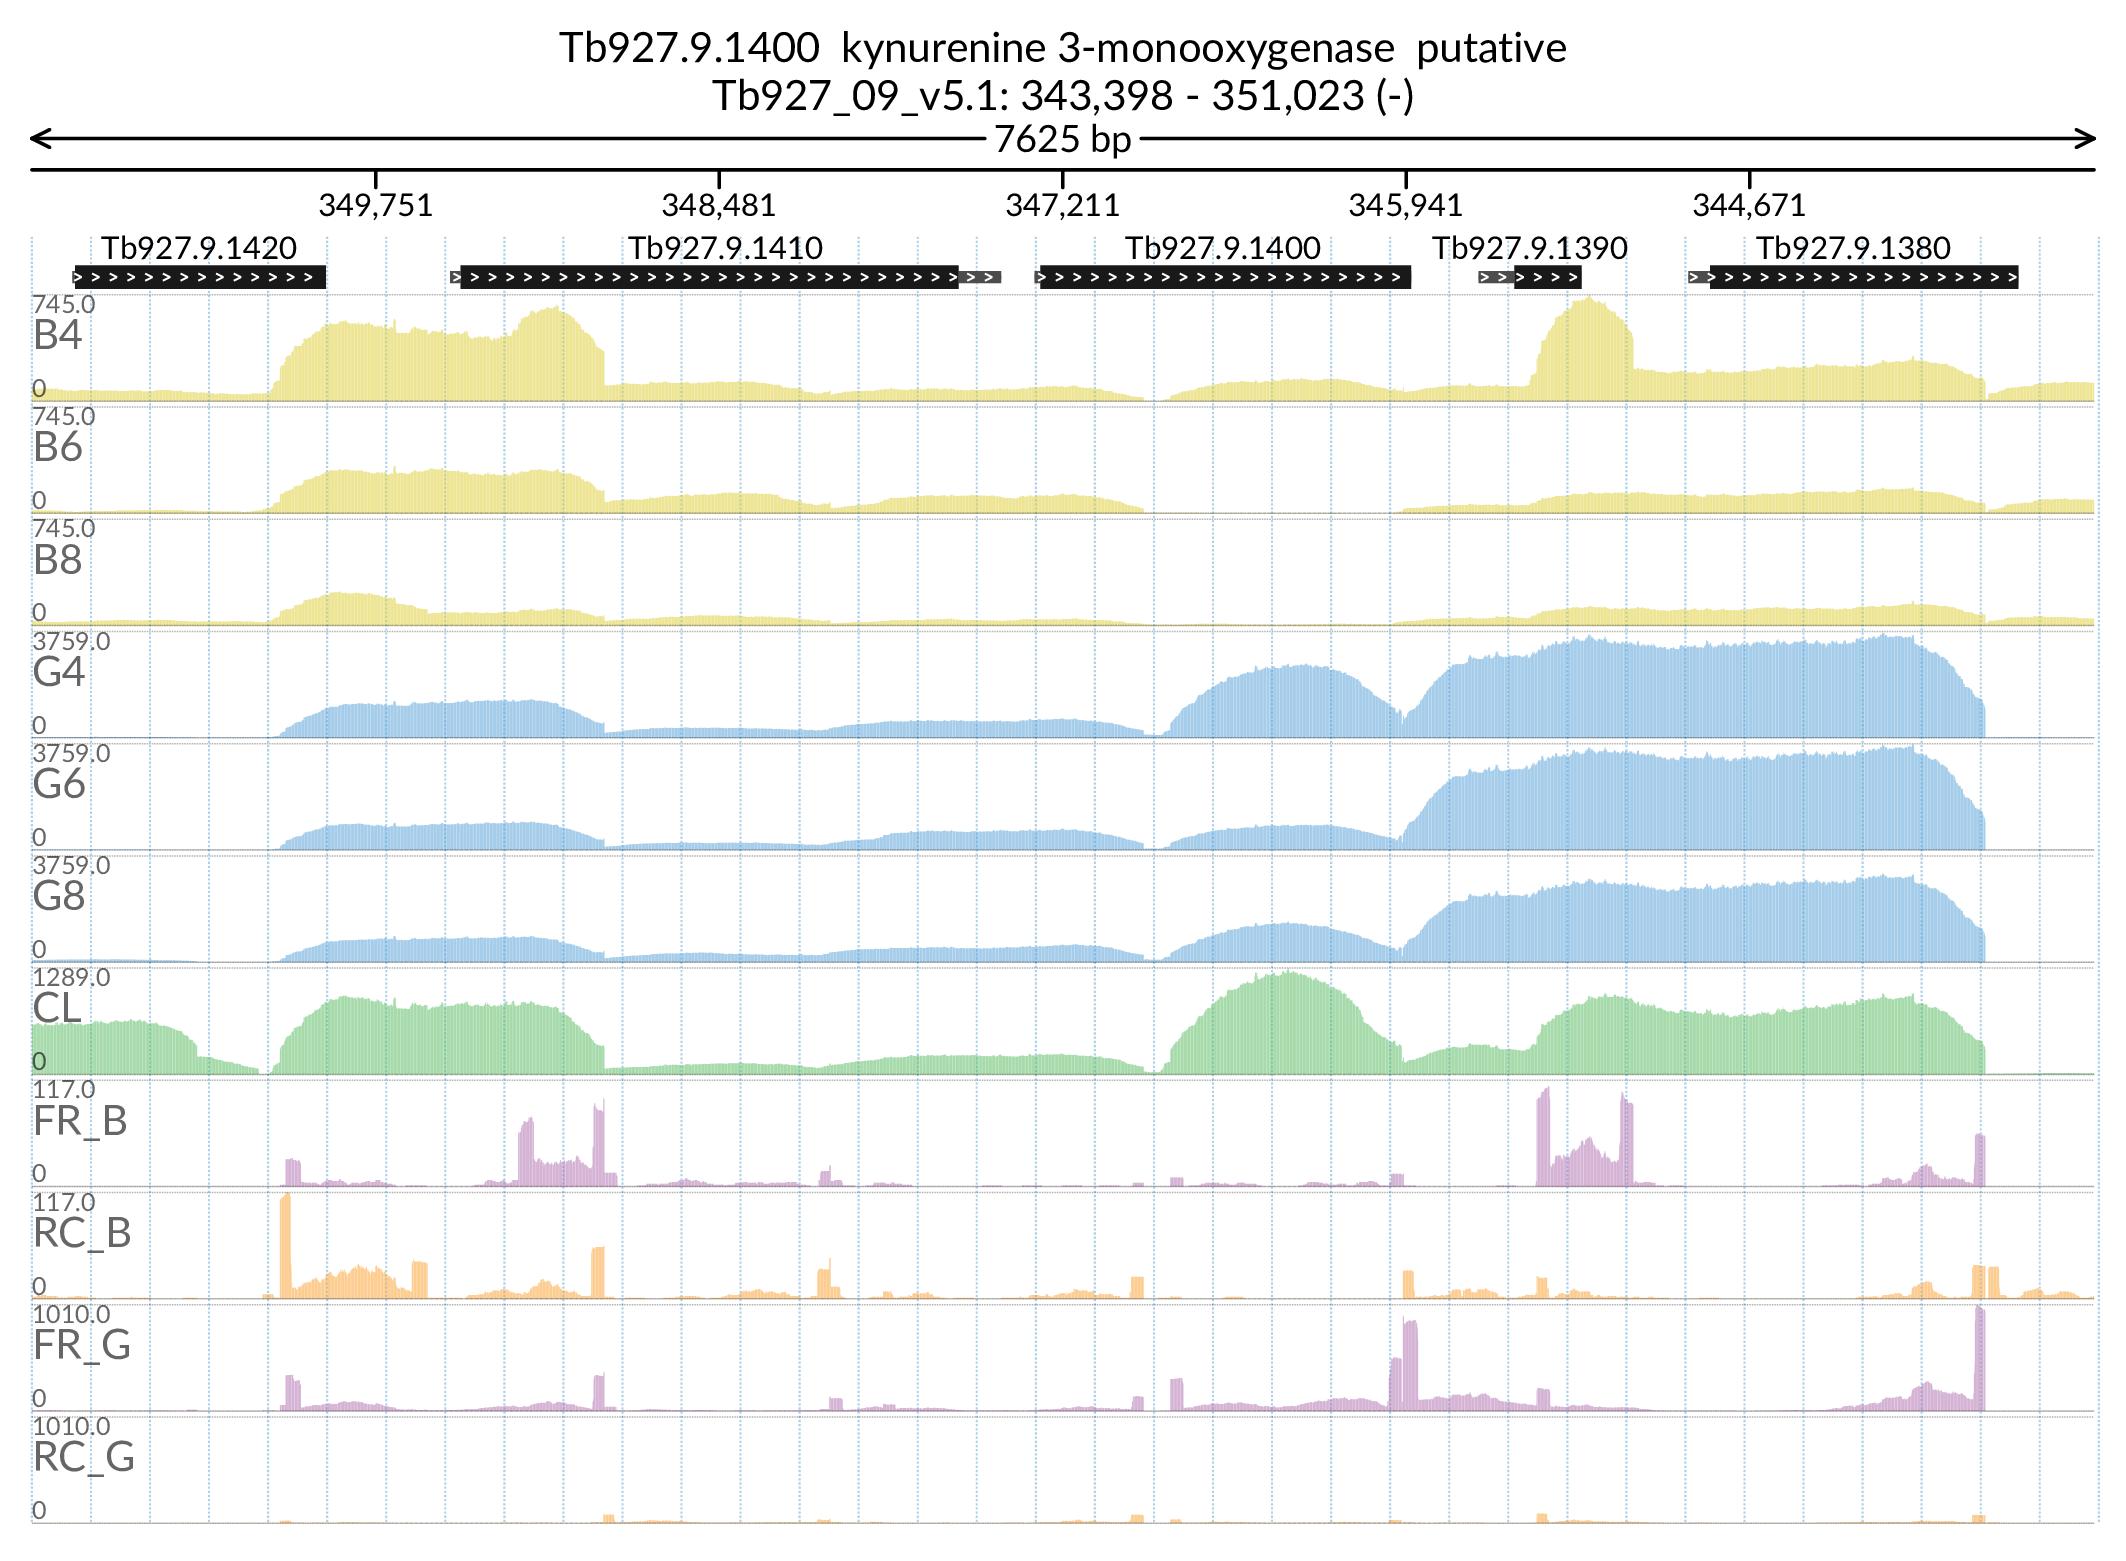 Tb927.9.1400  kynurenine 3-monooxygenase  putative
Tb927_09_v5.1: 343,398 - 351,023 (-)
7625 bp
349,751 348,481 347,211 345,941 344,671
Tb927.9.1420 Tb927.9.1410 Tb927.9.1400 Tb927.9.1390 Tb927.9.1380
745.0
B4
0
745.0
B6
0
745.0
B8
0
3759.0
G4
0
3759.0
G6
0
3759.0
G8
0
1289.0
CL
0
117.0
FR_B
0
117.0
RC_B
0
1010.0
FR_G
0
1010.0
RC_G
0